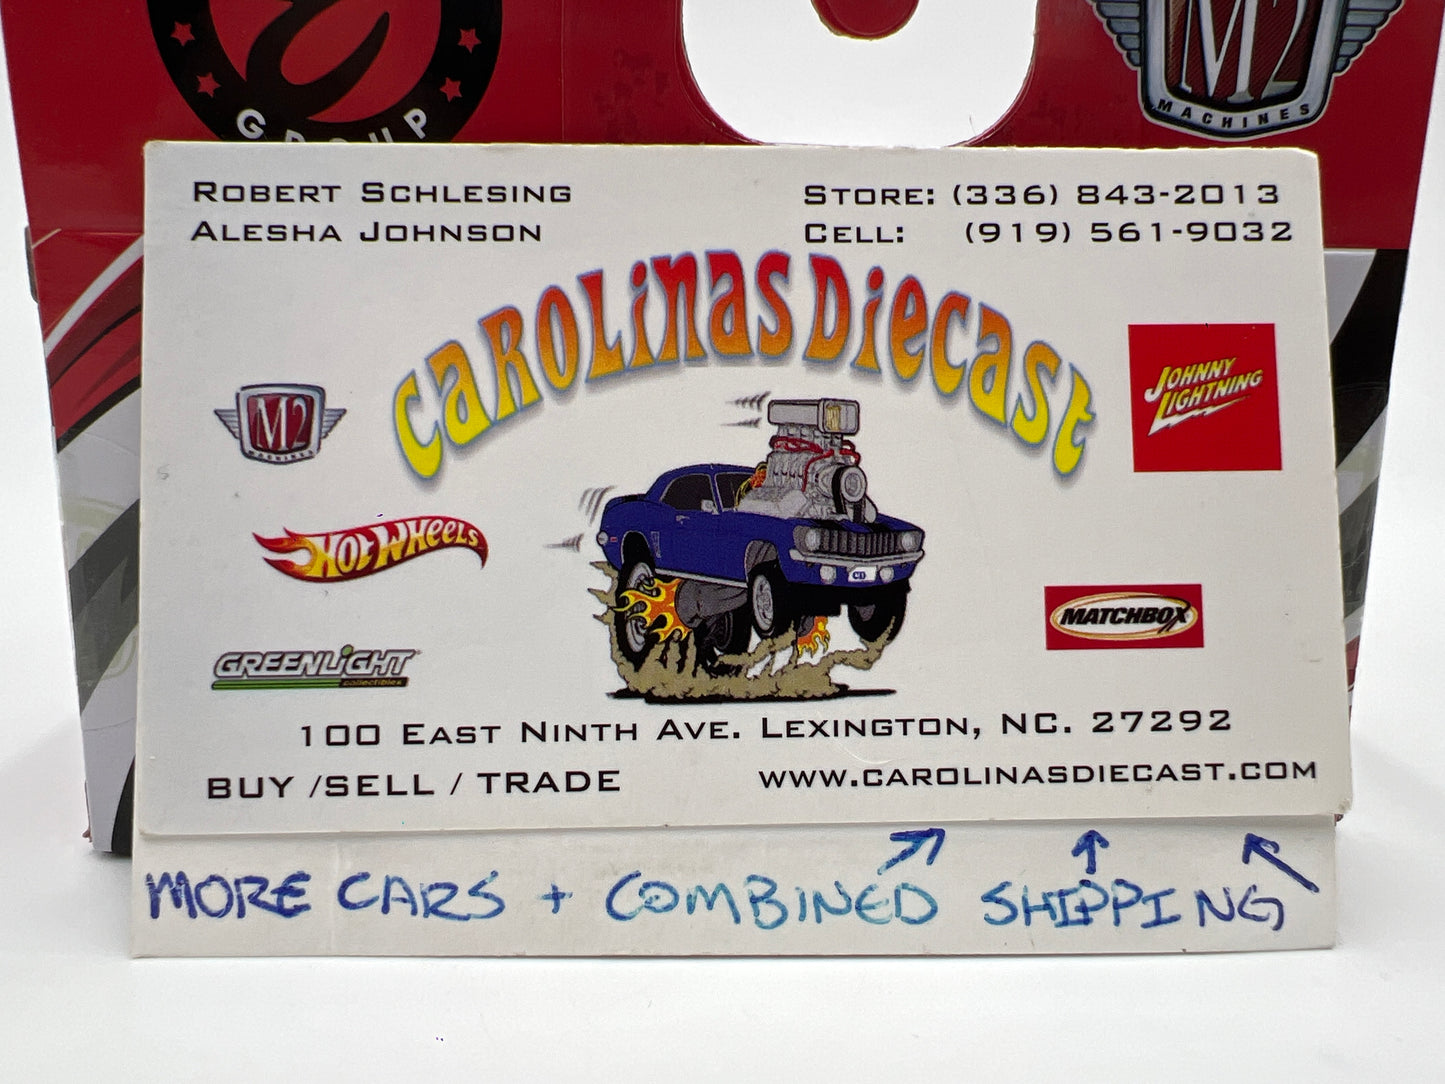 GROUP
M2
MACHINES
ROBERT SCHLESING
ALESHA JOHNSON
STORE: (336) 843-2013
CELL: (919) 561-9032
CAROLINAS DIECAST
M2
MACHINES
JOHNNY
LIGHTNING
HOT WHEELS
MATCHBOX
GREENLIGHT
collectibles
100 EAST NINTH AVE. LEXINGTON, NC. 27292
BUY /SELL / TRADE
WWW.CAROLINASDIECAST.COM
MORE CARS + COMBINED SHIPPING